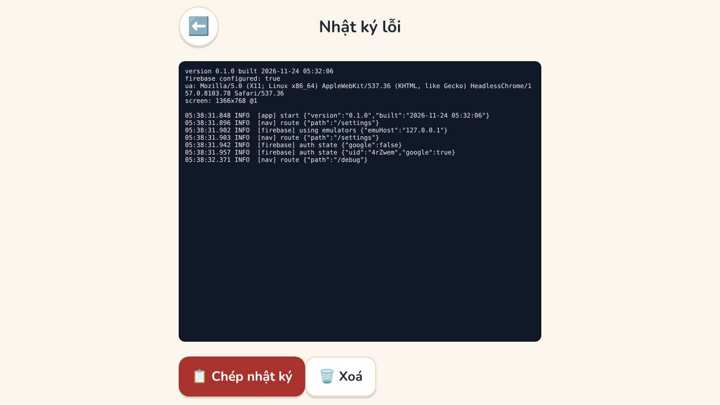 Nhật ký lỗi
version 0.1.0 built 2026-11-24 05:32:06
firebase configured: true
ua: Mozilla/5.0 (X11; Linux x86_64) AppleWebKit/537.36 (KHTML, like Gecko) HeadlessChrome/1
57.0.8103.78 Safari/537.36
screen: 1366x768 @1
05:38:31.848 INFO [app] start {"version":"0.1.0","built":"2026-11-24 05:32:06"}
05:38:31.896 INFO [nav] route {"path":"/settings"}
05:38:31.902 INFO [firebase] using emulators {"emuHost":"127.0.0.1"}
05:38:31.903 INFO [nav] route {"path":"/settings"}
05:38:31.942 INFO [firebase] auth state {"google":false}
05:38:31.957 INFO [firebase] auth state {"uid":"4rZwem","google":true}
05:38:32.371 INFO [nav] route {"path":"/debug"}
Chép nhật ký
Xoá